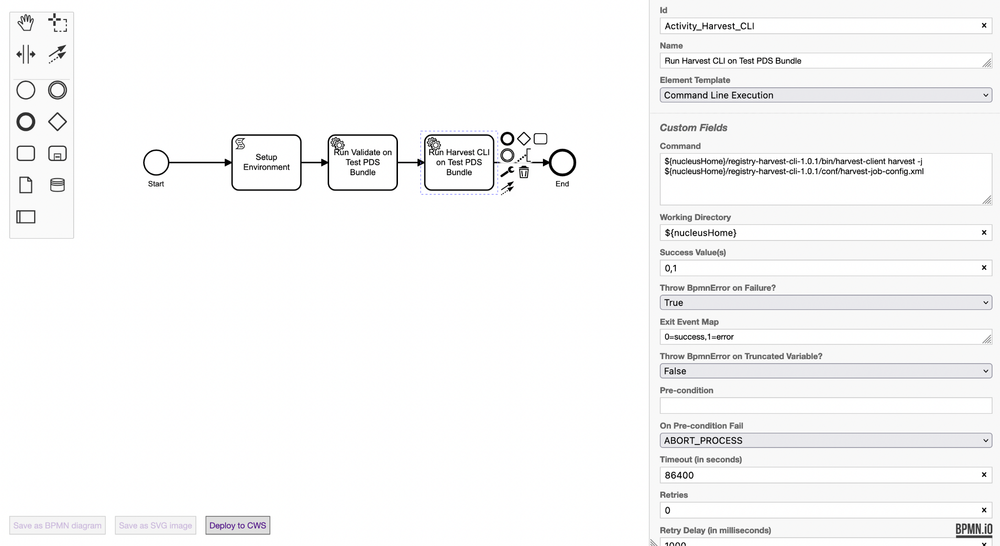 Start
Setup
Environment
Run Validate on
Test PDS
Bundle
Run Harvest CLI
on Test PDS
Bundle
End
Save as BPMN diagram
Save as SVG image
Deploy to CWS
Id
Activity_Harvest_CLI
Name
Run Harvest CLI on Test PDS Bundle
Element Template
Command Line Execution
Custom Fields
Command
${nucleusHome}/registry-harvest-cli-1.0.1/bin/harvest-client harvest -j
${nucleusHome}/registry-harvest-cli-1.0.1/conf/harvest-job-config.xml
Working Directory
${nucleusHome}
Success Value(s)
0,1
Throw BpmnError on Failure?
True
Exit Event Map
0=success,1=error
Throw BpmnError on Truncated Variable?
False
Pre-condition
On Pre-condition Fail
ABORT_PROCESS
Timeout (in seconds)
86400
Retries
0
Retry Delay (in milliseconds)
1000
BPMN.iO